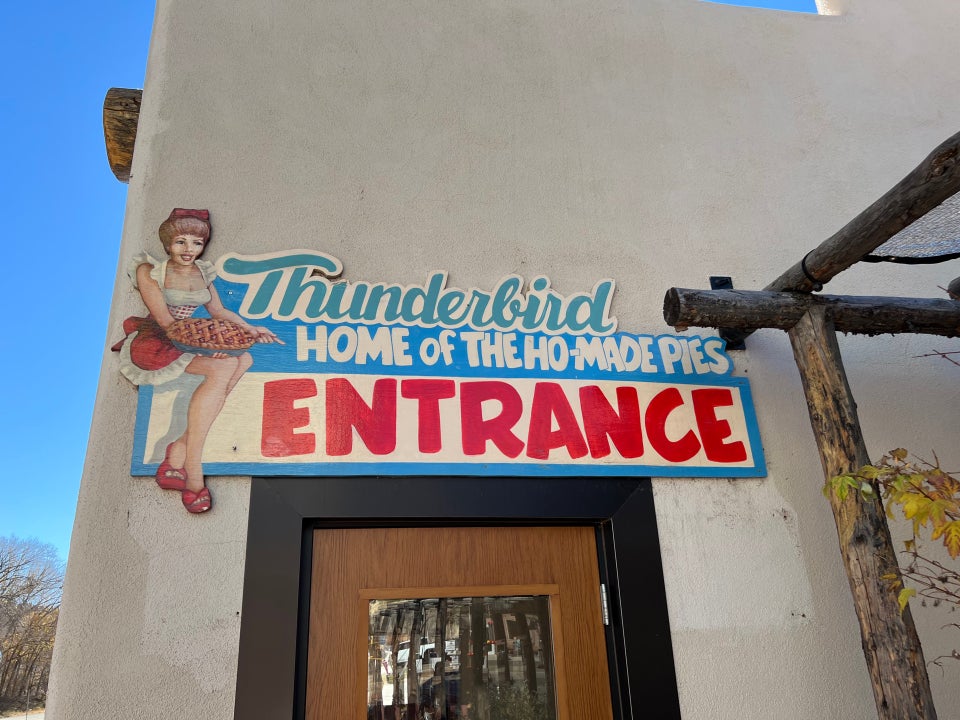 Thunderbird
HOME OF THE HO-MADE PIES
ENTRANCE